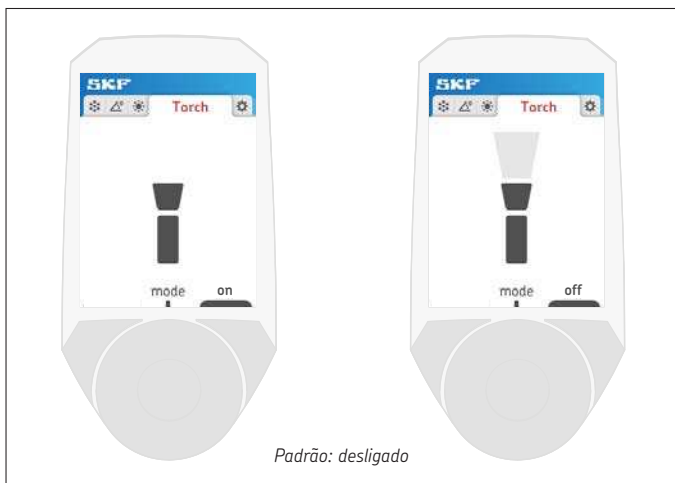 SKF
Torch
mode on
SKF
Torch
mode off
Padrão: desligado